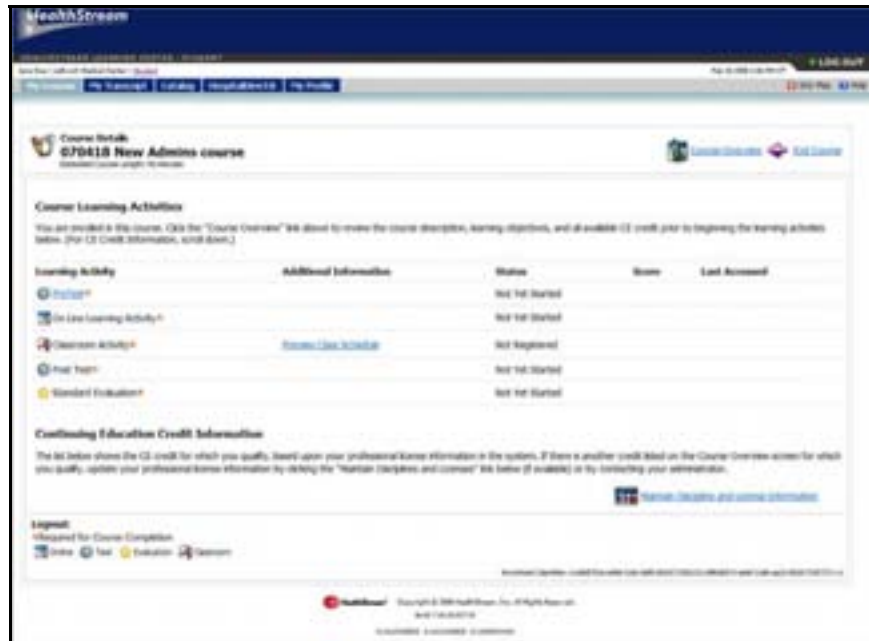 HealthStream
LOG OUT
My Transcript Catalog My Profile
Help
Course Details
070418 New Admins course
Course Overview Exit Course
Course Learning Activities
You are enrolled in this course. Click the "Course Overview" link above to review the course description, learning objectives, and all available CE credit prior to beginning the learning activities
below. (For CE Credit Information, scroll down.)
Learning Activity Additional Information Status Score Last Accessed
Pretest* Not Yet Started
On-Line Learning Activity* Not Yet Started
Classroom Activity* Preview Class Schedule Not Registered
Post Test* Not Yet Started
Standard Evaluation* Not Yet Started
Continuing Education Credit Information
The list below shows the CE credit for which you qualify, based upon your professional license information in the system. If there is another credit listed on the Course Overview screen for which
you qualify, update your professional license information by clicking the "Maintain Disciplines and Licenses" link below (if available) or by contacting your administrator.
Maintain Discipline and License Information
Legend:
*Required for Course Completion
Online Test Evaluation Classroom
HealthStream